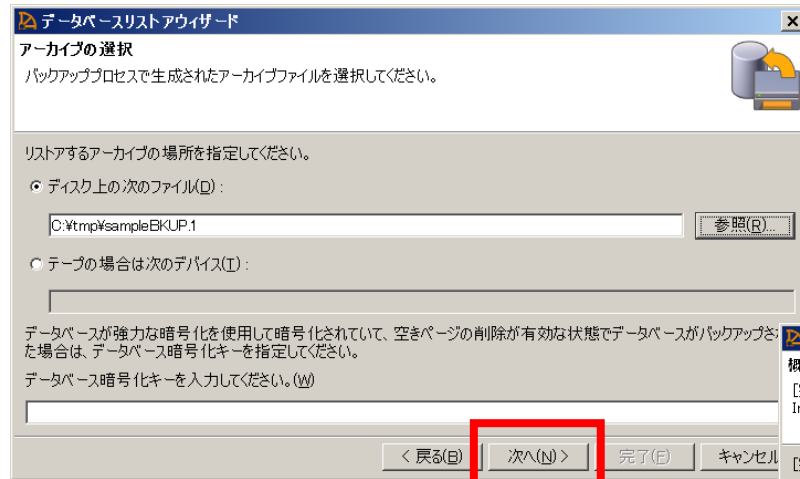 データベースリストアウィザード
アーカイブの選択
バックアッププロセスで生成されたアーカイブファイルを選択してください。
リストアするアーカイブの場所を指定してください。
ディスク上の次のファイル(D):
C:¥tmp¥sampleBKUP.1
参照(R)...
テープの場合は次のデバイス(T):
データベースが強力な暗号化を使用して暗号化されていて、空きページの削除が有効な状態でデータベースがバックアップさ
た場合は、データベース暗号化キーを指定してください。
データベース暗号化キーを入力してください。(W)
< 戻る(B)
次へ(N) >
完了(F)
キャンセル